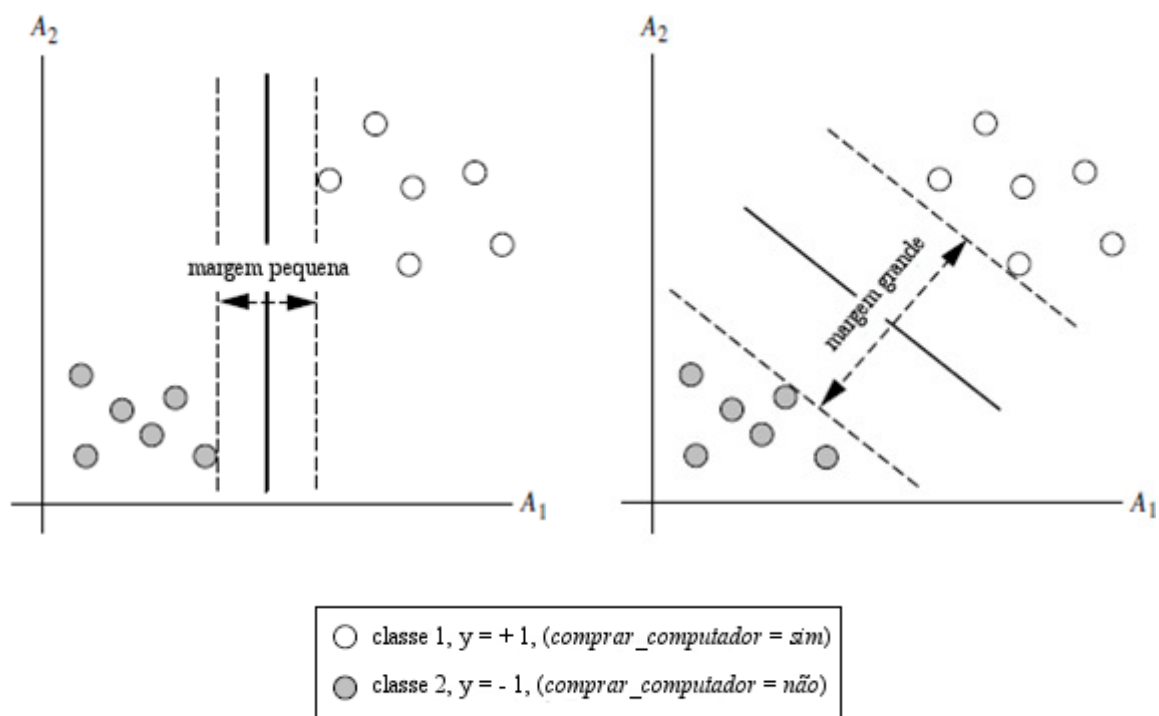 A2
A2
margem pequena
margem grande
A1
A1
classe 1, y = + 1, (comprar_computador = sim)
classe 2, y = - 1, (comprar_computador = não)